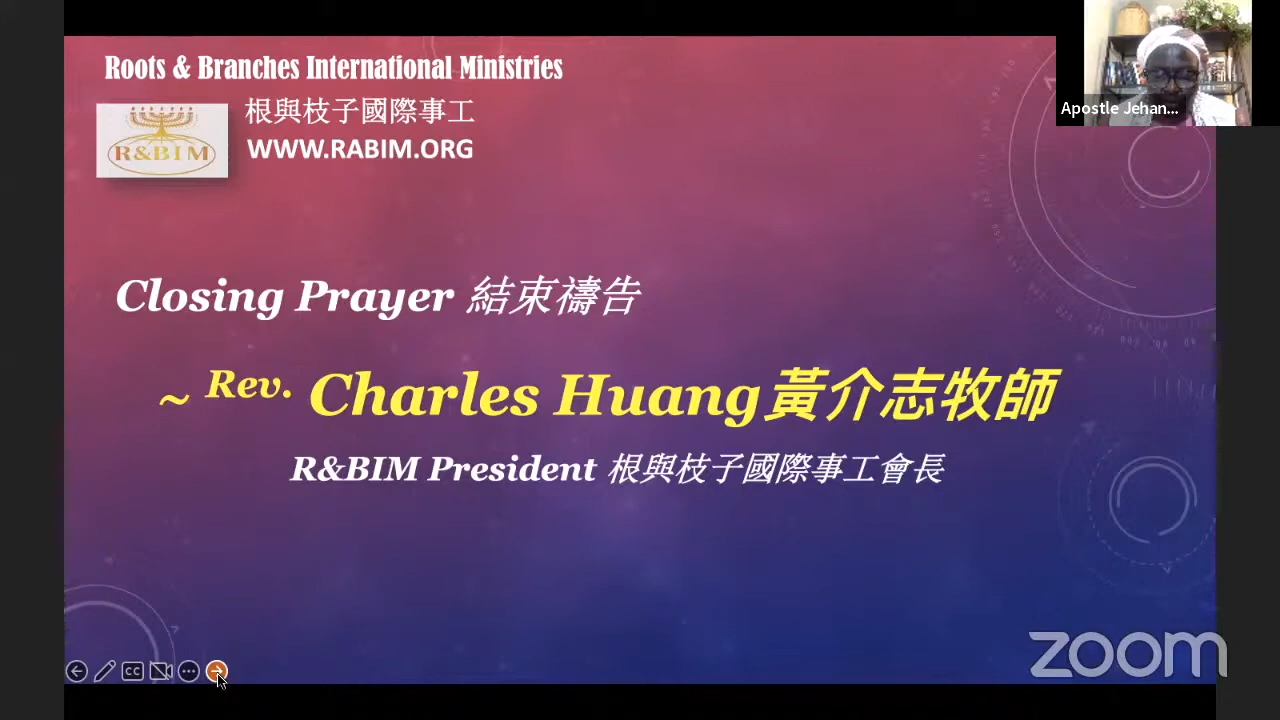 Roots & Branches International Ministries
根與枝子國際事工
R&BIM
WWW.RABIM.ORG
Apostle Jehan...
Closing Prayer 結束禱告
~ Rev. Charles Huang黃介志牧師
R&BIM President 根與枝子國際事工會長
CC
zoom